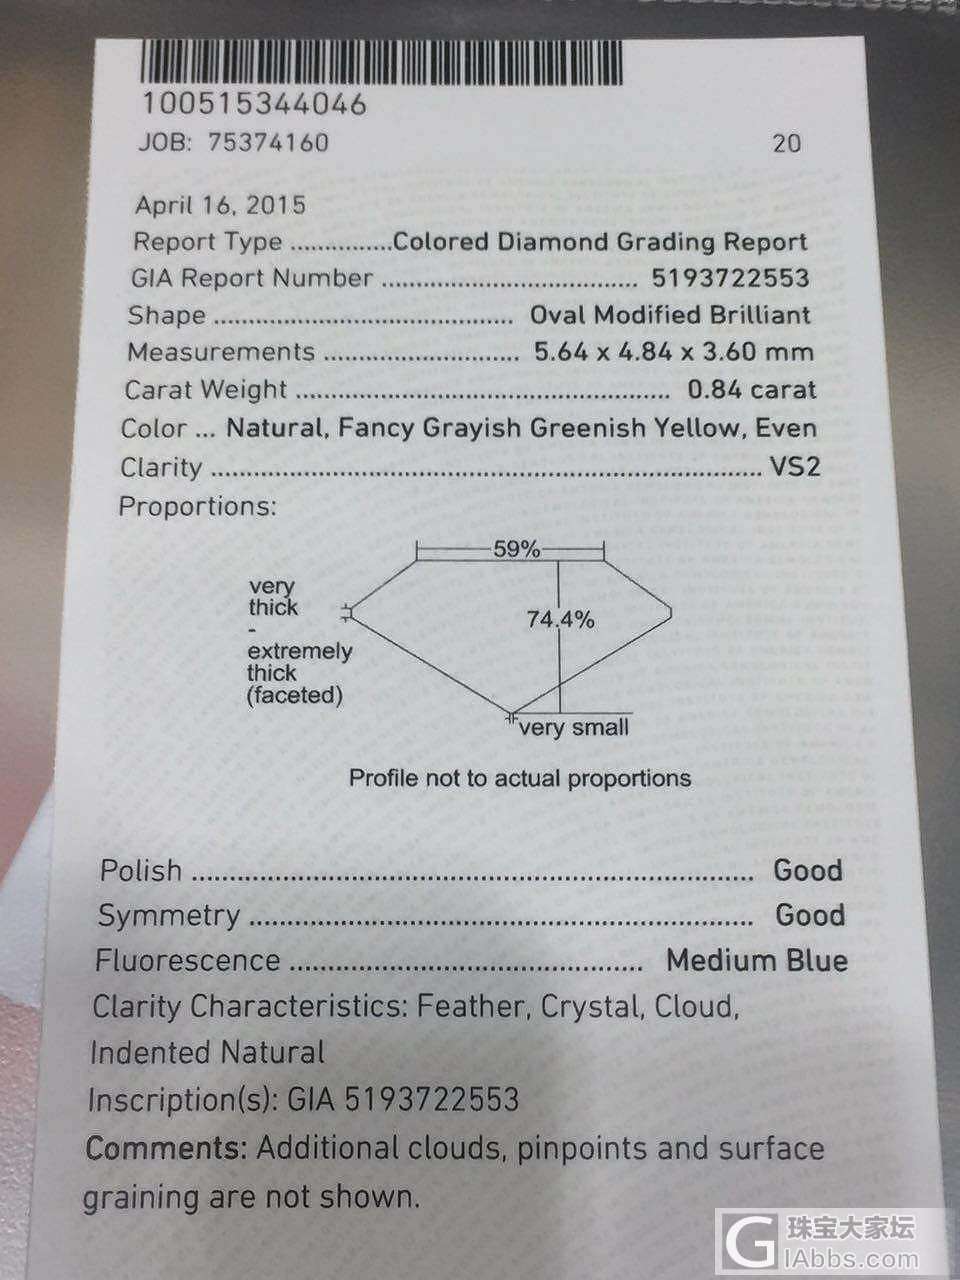 100515344046
JOB: 75374160 20
April 16, 2015
Report Type ...............Colored Diamond Grading Report
GIA Report Number ..................................... 5193722553
Shape ........................................... Oval Modified Brilliant
Measurements ............................ 5.64 x 4.84 x 3.60 mm
Carat Weight ...................................................... 0.84 carat
Color ... Natural, Fancy Grayish Greenish Yellow, Even
Clarity ............................................................................... VS2
Proportions:
59%
very
thick
-
extremely
thick
(faceted)
74.4%
very small
Profile not to actual proportions
Polish .......................................................................... Good
Symmetry .................................................................. Good
Fluorescence .............................................. Medium Blue
Clarity Characteristics: Feather, Crystal, Cloud,
Indented Natural
Inscription(s): GIA 5193722553
Comments: Additional clouds, pinpoints and surface
graining are not shown.
G 珠宝大家坛
GIAbbs.com